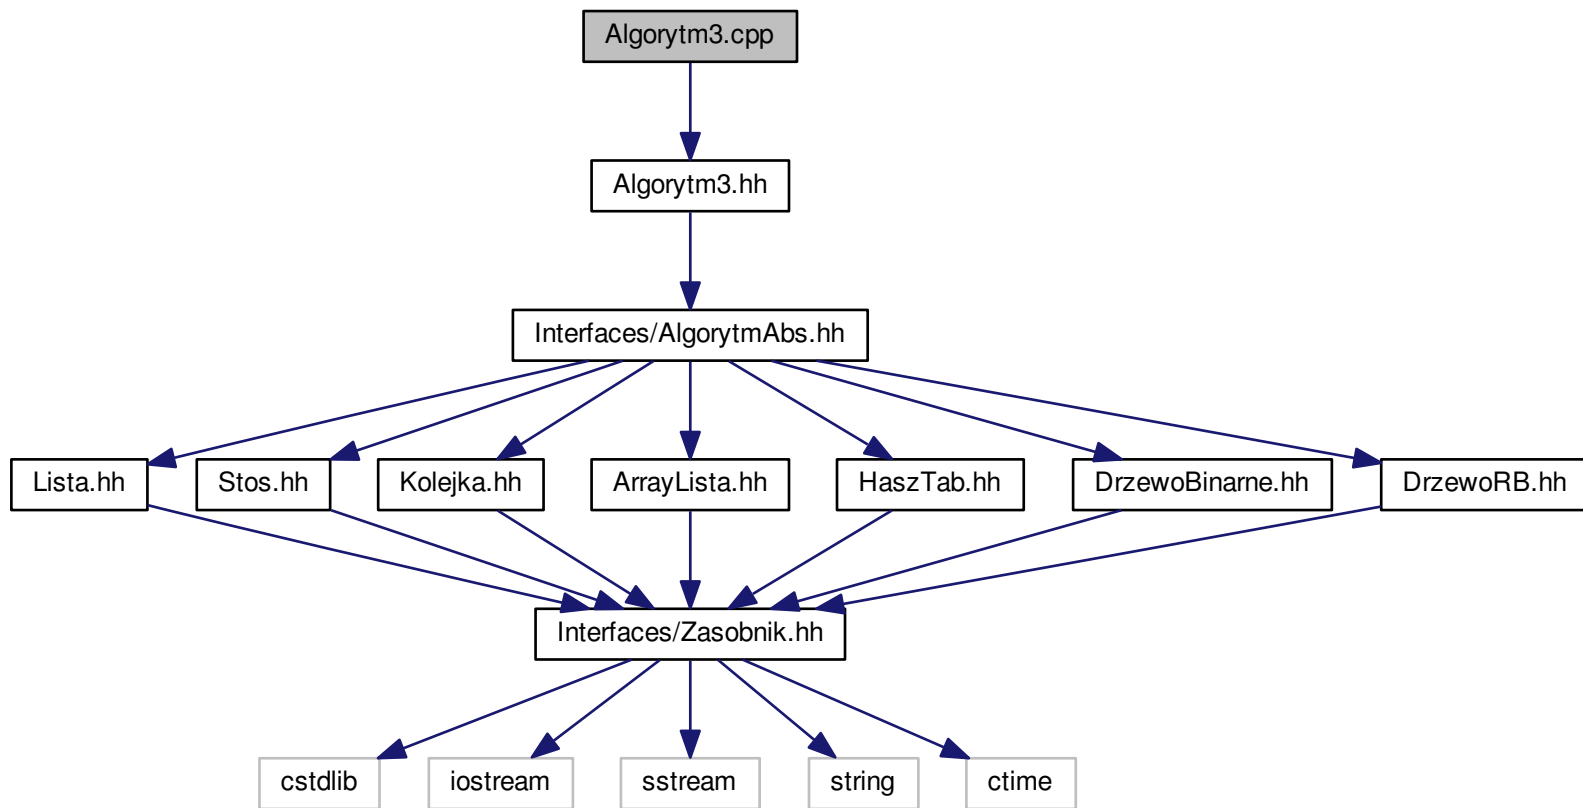 Algorytm3.cpp
Algorytm3.hh
Interfaces/AlgorytmAbs.hh
Lista.hh
Stos.hh
Kolejka.hh
ArrayLista.hh
HaszTab.hh
DrzewoBinarne.hh
DrzewoRB.hh
Interfaces/Zasobnik.hh
cstdlib
iostream
sstream
string
ctime